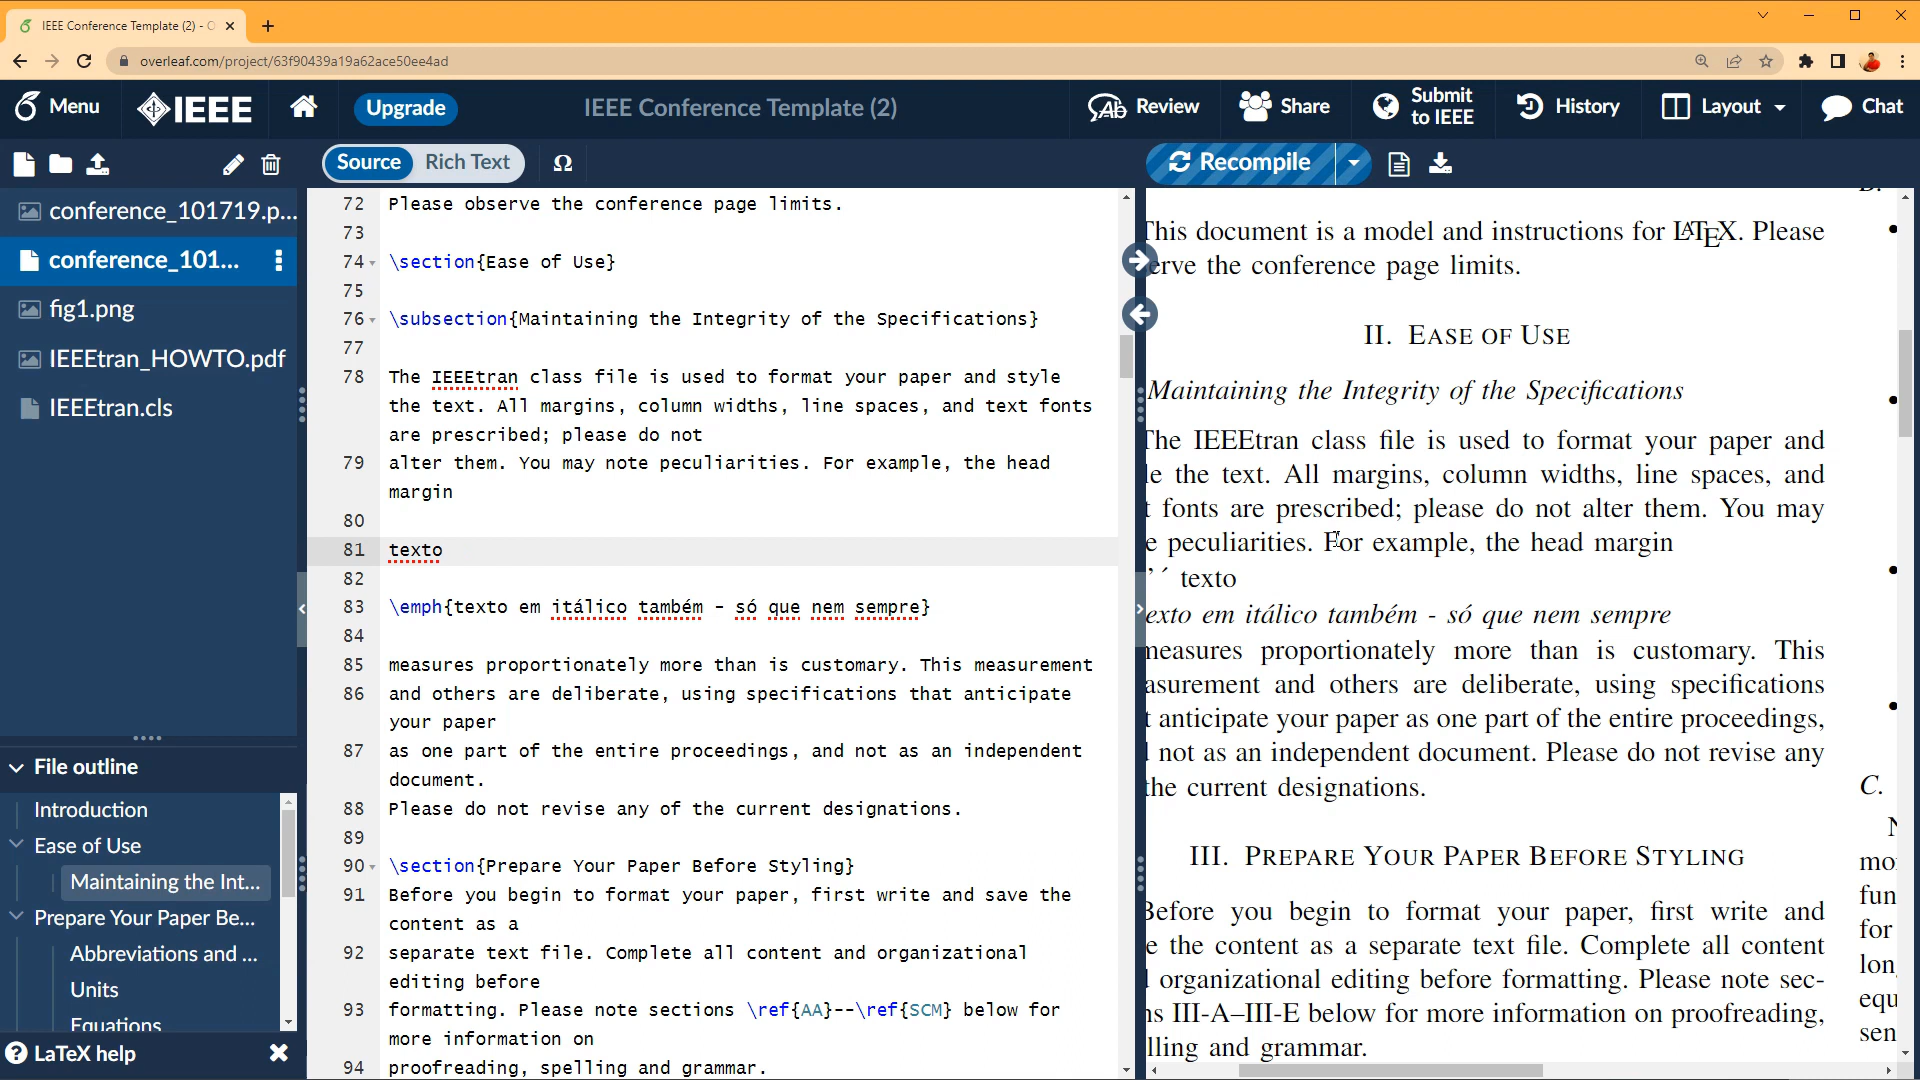 IEEE Conference Template (2) - O
overleaf.com/project/63f90439a19a62ace50ee4ad
Menu
IEEE
Upgrade
IEEE Conference Template (2)
Review
Share
Submit
to IEEE
History
Layout
Chat
Source
Rich Text
Ω
Recompile
conference_101719.p...
conference_101...
fig1.png
IEEEtran_HOWTO.pdf
IEEEtran.cls
File outline
Introduction
Ease of Use
Maintaining the Int...
Prepare Your Paper Be...
Abbreviations and ...
Units
Equations
LaTeX help
72 Please observe the conference page limits.
73
74 \section{Ease of Use}
75
76 \subsection{Maintaining the Integrity of the Specifications}
77
78 The IEEEtran class file is used to format your paper and style
the text. All margins, column widths, line spaces, and text fonts
are prescribed; please do not
79 alter them. You may note peculiarities. For example, the head
margin
80
81 texto
82
83 \emph{texto em itálico também - só que nem sempre}
84
85 measures proportionately more than is customary. This measurement
86 and others are deliberate, using specifications that anticipate
your paper
87 as one part of the entire proceedings, and not as an independent
document.
88 Please do not revise any of the current designations.
89
90 \section{Prepare Your Paper Before Styling}
91 Before you begin to format your paper, first write and save the
content as a
92 separate text file. Complete all content and organizational
editing before
93 formatting. Please note sections \ref{AA}--\ref{SCM} below for
more information on
94 proofreading, spelling and grammar.
This document is a model and instructions for LATEX. Please
erve the conference page limits.
II. EASE OF USE
Maintaining the Integrity of the Specifications
The IEEEtran class file is used to format your paper and
le the text. All margins, column widths, line spaces, and
t fonts are prescribed; please do not alter them. You may
e peculiarities. For example, the head margin
’ ´ texto
exto em itálico também - só que nem sempre
measures proportionately more than is customary. This
asurement and others are deliberate, using specifications
t anticipate your paper as one part of the entire proceedings,
l not as an independent document. Please do not revise any
the current designations.
III. PREPARE YOUR PAPER BEFORE STYLING
Before you begin to format your paper, first write and
e the content as a separate text file. Complete all content
l organizational editing before formatting. Please note sec-
ns III-A–III-E below for more information on proofreading,
lling and grammar.
C.
N
mo
fun
for
lon
equ
sen